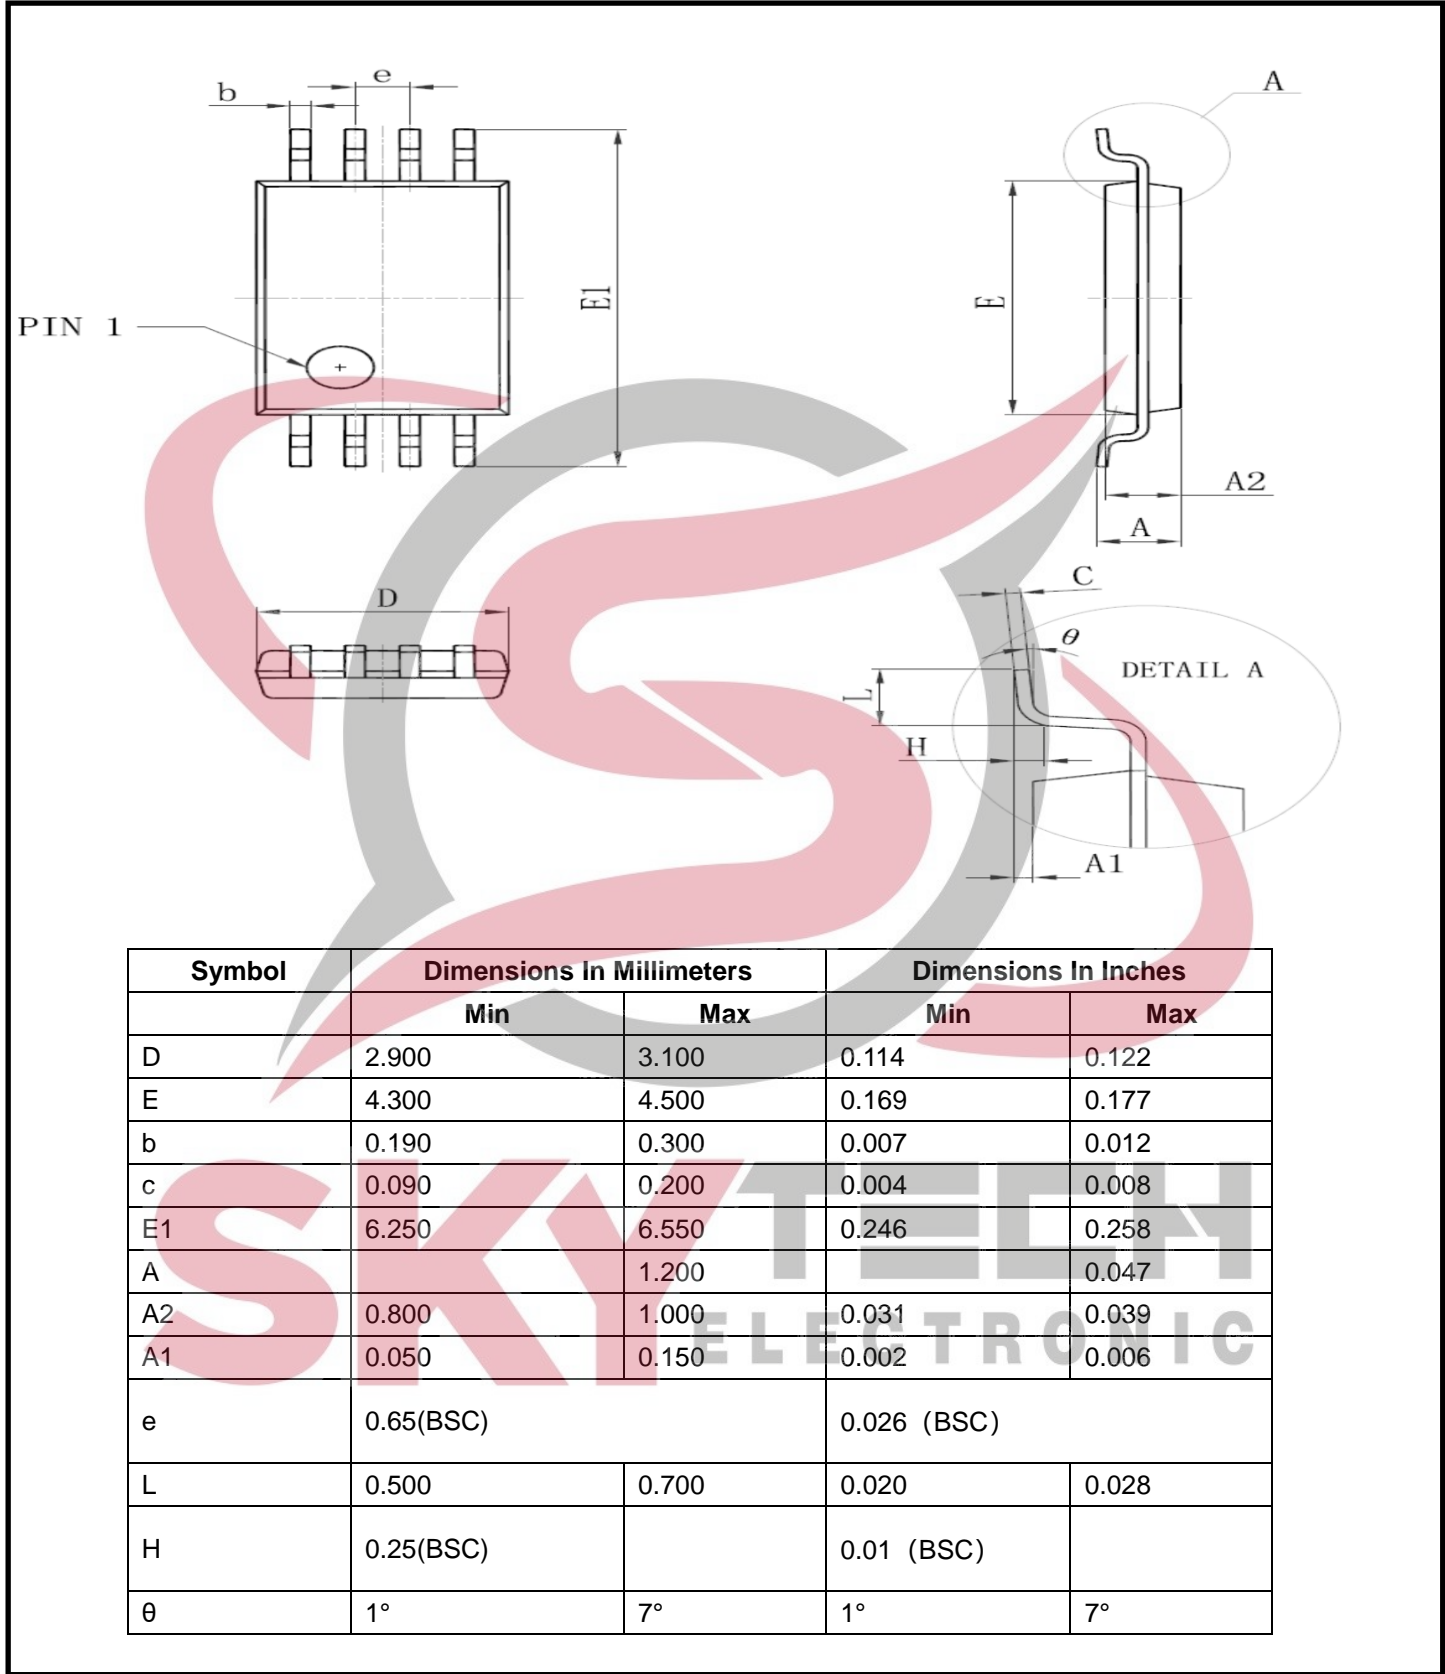 b
e
A
E1
E
PIN 1
A2
A
D
C
θ
DETAIL A
L
H
A1
Symbol Dimensions In Millimeters Dimensions In Inches
Min Max Min Max
D 2.900 3.100 0.114 0.122
E 4.300 4.500 0.169 0.177
b 0.190 0.300 0.007 0.012
c 0.090 0.200 0.004 0.008
E1 6.250 6.550 0.246 0.258
A 1.200 0.047
A2 0.800 1.000 0.031 0.039
A1 0.050 0.150 0.002 0.006
e 0.65(BSC) 0.026 (BSC)
L 0.500 0.700 0.020 0.028
H 0.25(BSC) 0.01 (BSC)
θ 1° 7° 1° 7°
SKYTECH
ELECTRONIC